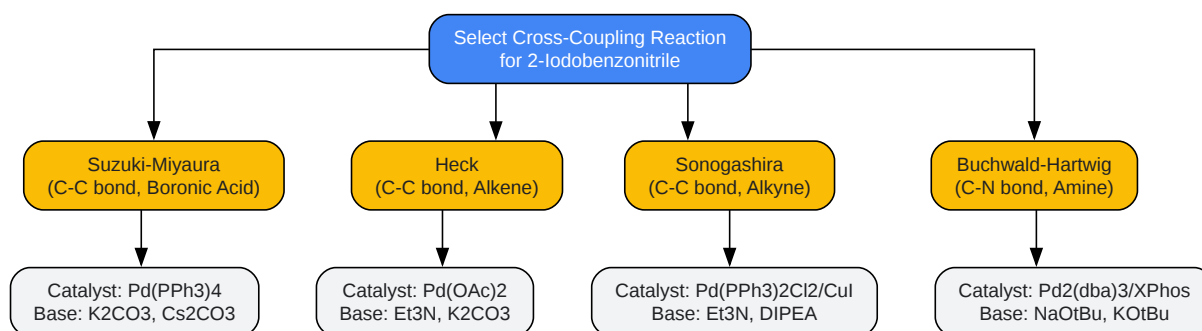 Select Cross-Coupling Reaction
for 2-Iodobenzonitrile
Suzuki-Miyaura
(C-C bond, Boronic Acid)
Heck
(C-C bond, Alkene)
Sonogashira
(C-C bond, Alkyne)
Buchwald-Hartwig
(C-N bond, Amine)
Catalyst: Pd(PPh3)4
Base: K2CO3, Cs2CO3
Catalyst: Pd(OAc)2
Base: Et3N, K2CO3
Catalyst: Pd(PPh3)2Cl2/CuI
Base: Et3N, DIPEA
Catalyst: Pd2(dba)3/XPhos
Base: NaOtBu, KOtBu